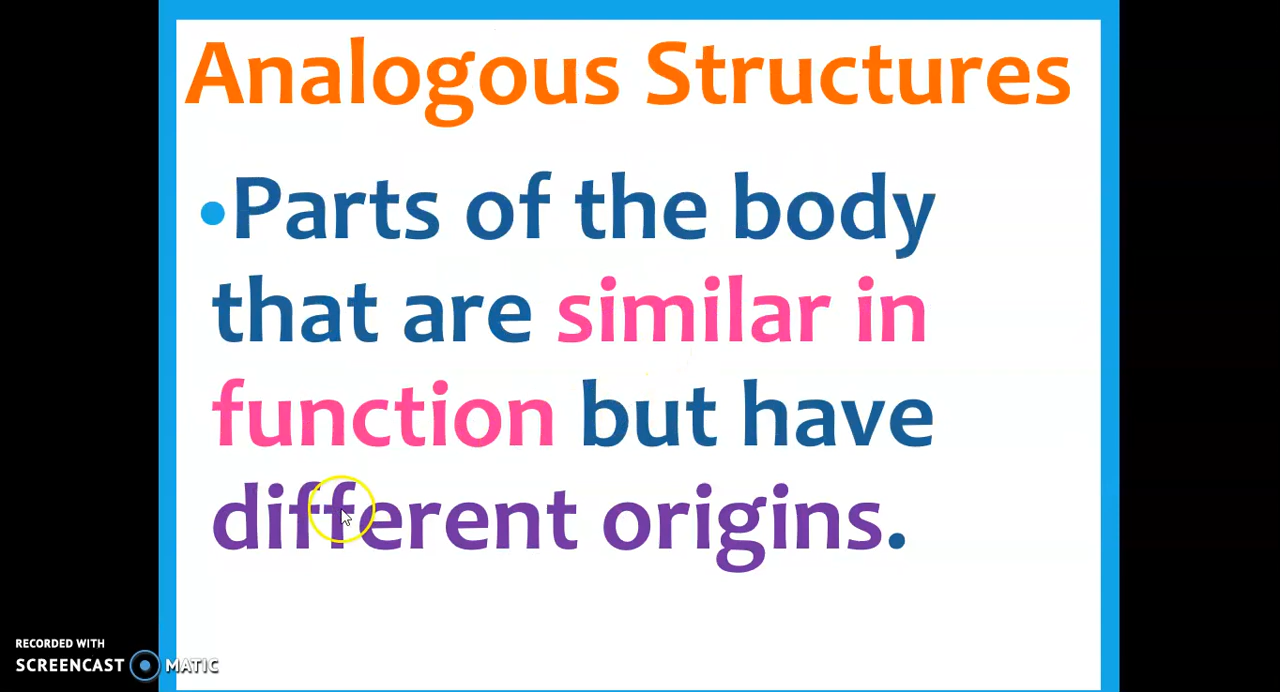 Analogous Structures
•Parts of the body
that are similar in
function but have
different origins.
RECORDED WITH
SCREENCAST MATIC